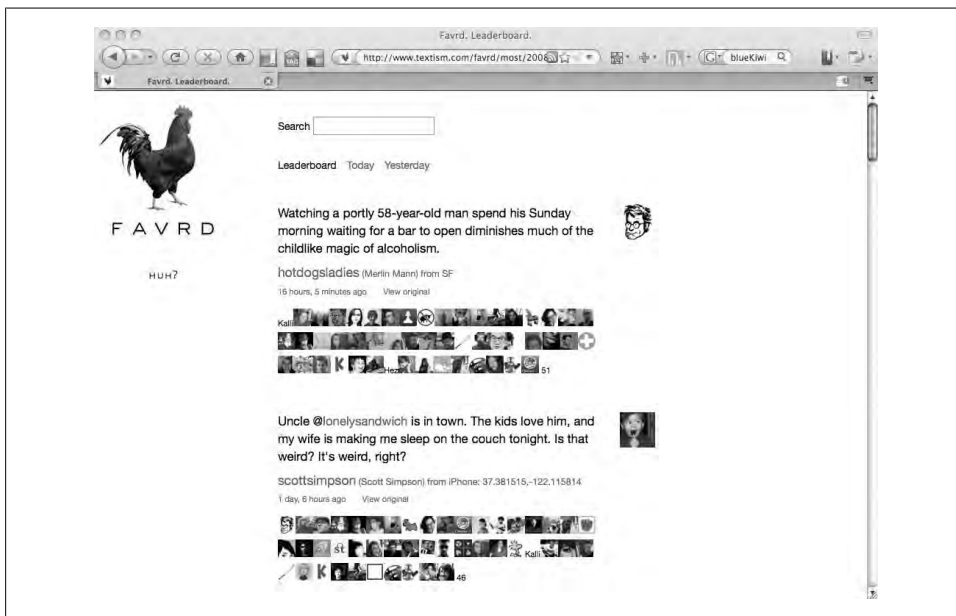 Favrd. Leaderboard.
http://www.textism.com/favrd/most/2008
blueKiwi
Favrd. Leaderboard.
FAVRD
HUH?
Search
Leaderboard Today Yesterday
Watching a portly 58-year-old man spend his Sunday
morning waiting for a bar to open diminishes much of the
childlike magic of alcoholism.
hotdogsladies (Merlin Mann) from SF
16 hours, 5 minutes ago View original
Kalli
K
51
Uncle @lonelysandwich is in town. The kids love him, and
my wife is making me sleep on the couch tonight. Is that
weird? It's weird, right?
scottsimpson (Scott Simpson) from iPhone: 37.381515,-122.115814
1 day, 6 hours ago View original
st Kalli
K 46